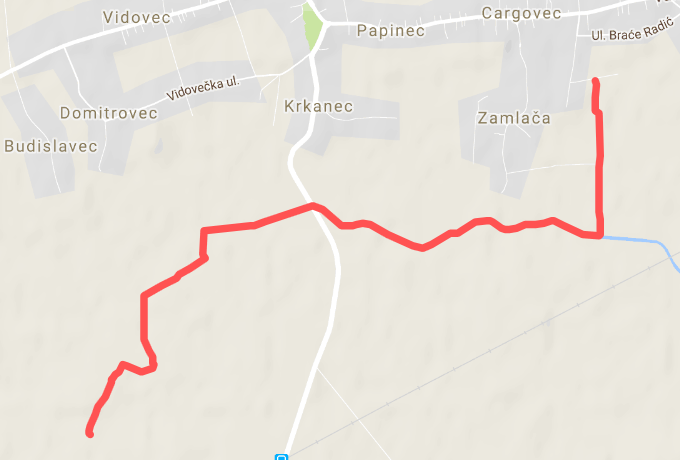 Vidovec
Cargovec
Papinec
Ul. Braće Radić
Vidovečka ul.
Krkanec
Domitrovec
Zamlača
Budislavec